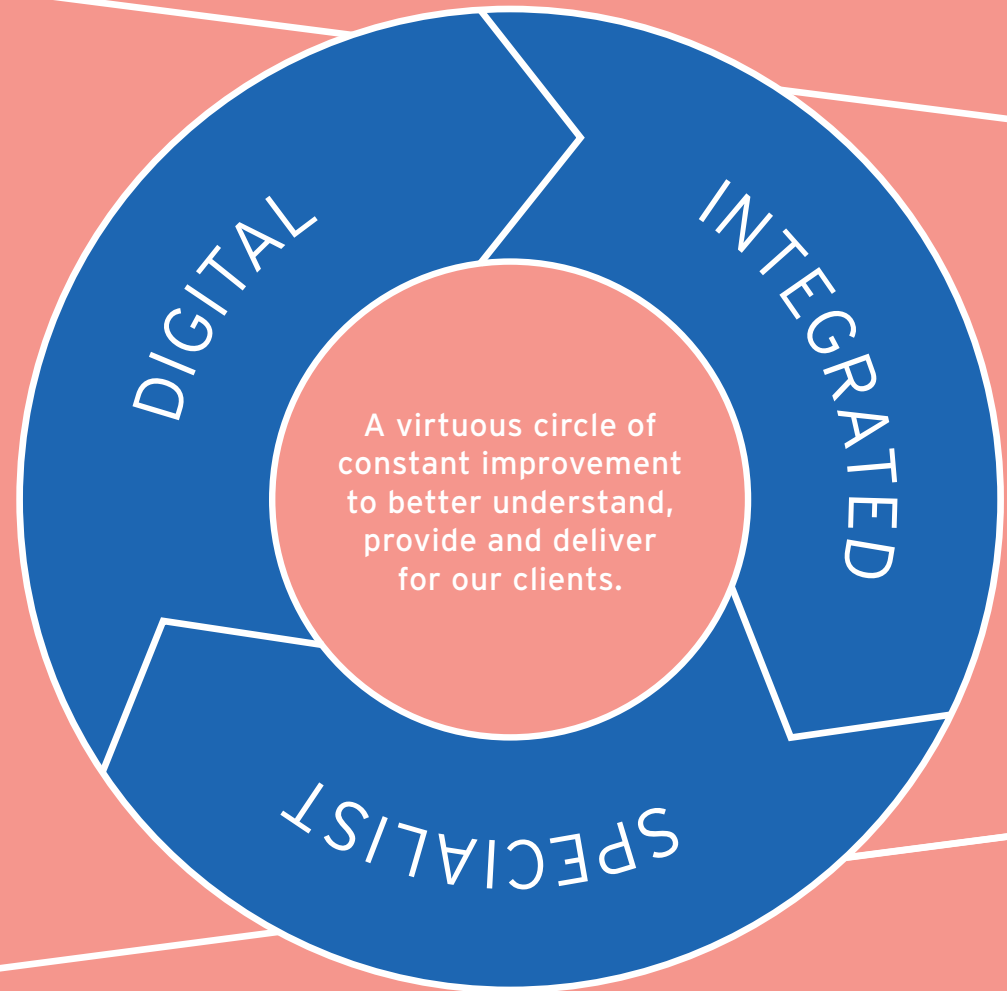 DIGITAL
INTEGRATED
A virtuous circle of
constant improvement
to better understand,
provide and deliver
for our clients.
SPECIALIST